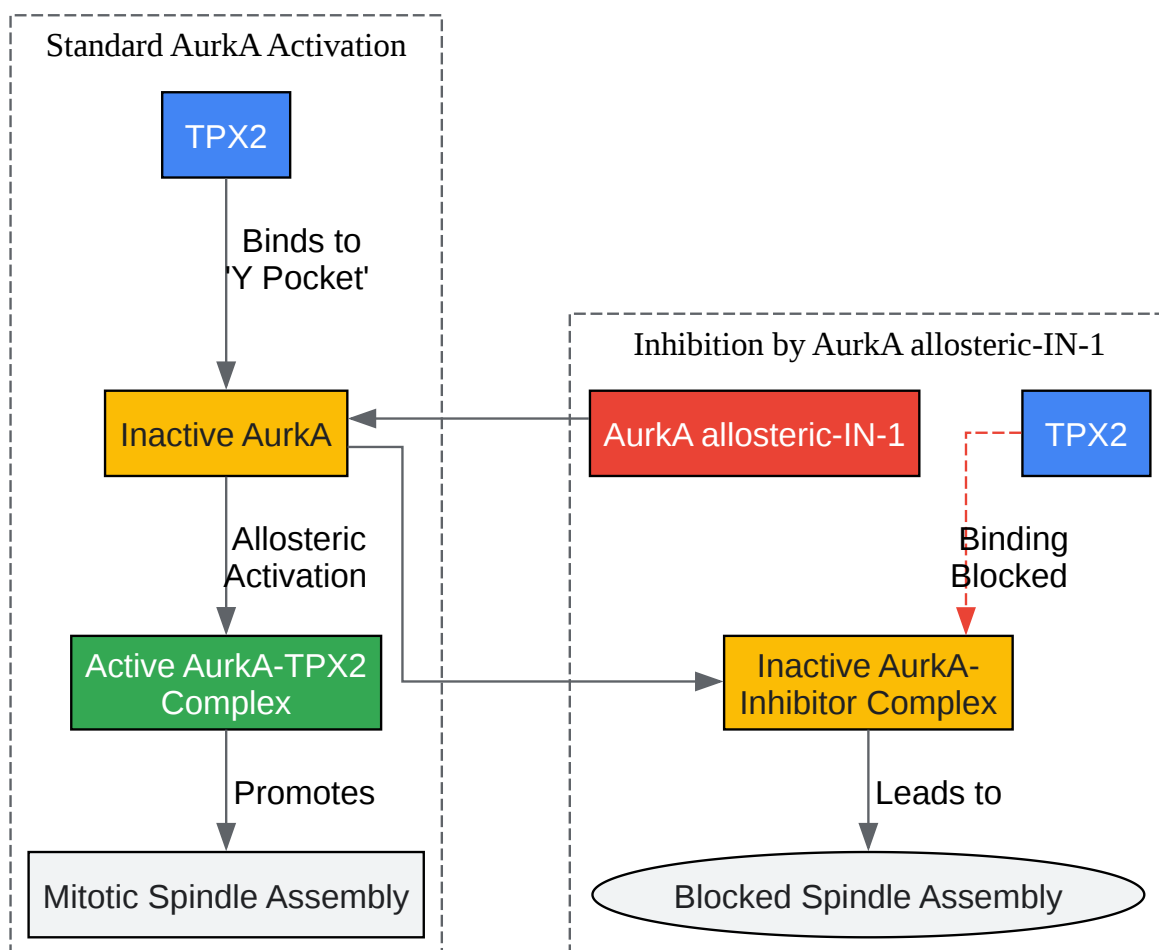 Standard AurkA Activation
TPX2
Binds to
'Y Pocket'
Inactive AurkA
Allosteric
Activation
Active AurkA-TPX2
Complex
Promotes
Mitotic Spindle Assembly
Inhibition by AurkA allosteric-IN-1
AurkA allosteric-IN-1
TPX2
Binding
Blocked
Inactive AurkA-
Inhibitor Complex
Leads to
Blocked Spindle Assembly